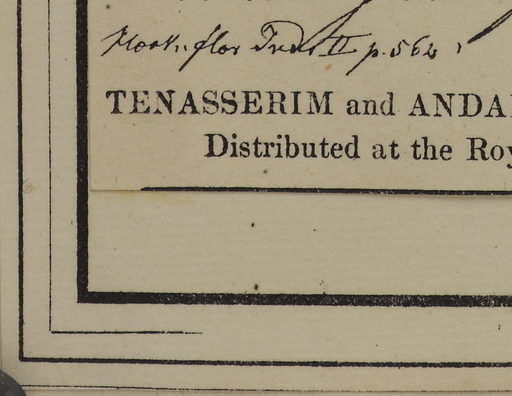 Hook. flor Ind. II p. 562
TENASSERIM and ANDA
Distributed at the Roy